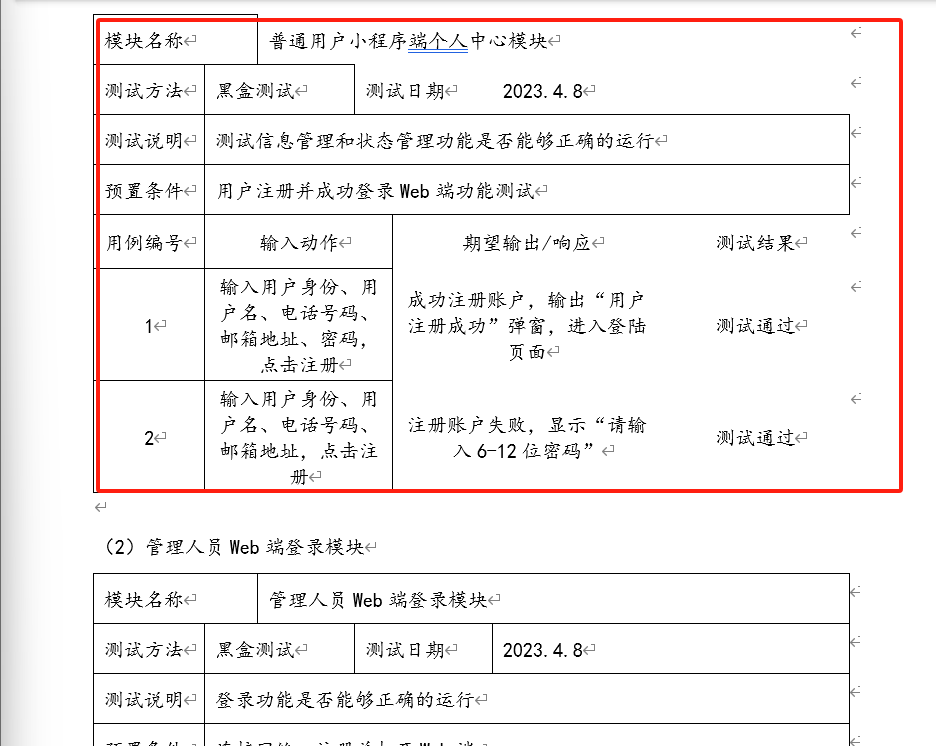 模块名称 普通用户小程序端个人中心模块
测试方法 黑盒测试 测试日期 2023.4.8
测试说明 测试信息管理和状态管理功能是否能够正确的运行
预置条件 用户注册并成功登录 Web 端功能测试
用例编号 输入动作 期望输出/响应 测试结果
1
输入用户身份、用
户名、电话号码、
邮箱地址、密码，
点击注册
成功注册账户，输出“用户
注册成功”弹窗，进入登陆
页面
测试通过
2
输入用户身份、用
户名、电话号码、
邮箱地址，点击注
册
注册账户失败，显示“请输
入 6-12 位密码”
测试通过
（2）管理人员 Web 端登录模块
模块名称 管理人员 Web 端登录模块
测试方法 黑盒测试 测试日期 2023.4.8
测试说明 登录功能是否能够正确的运行